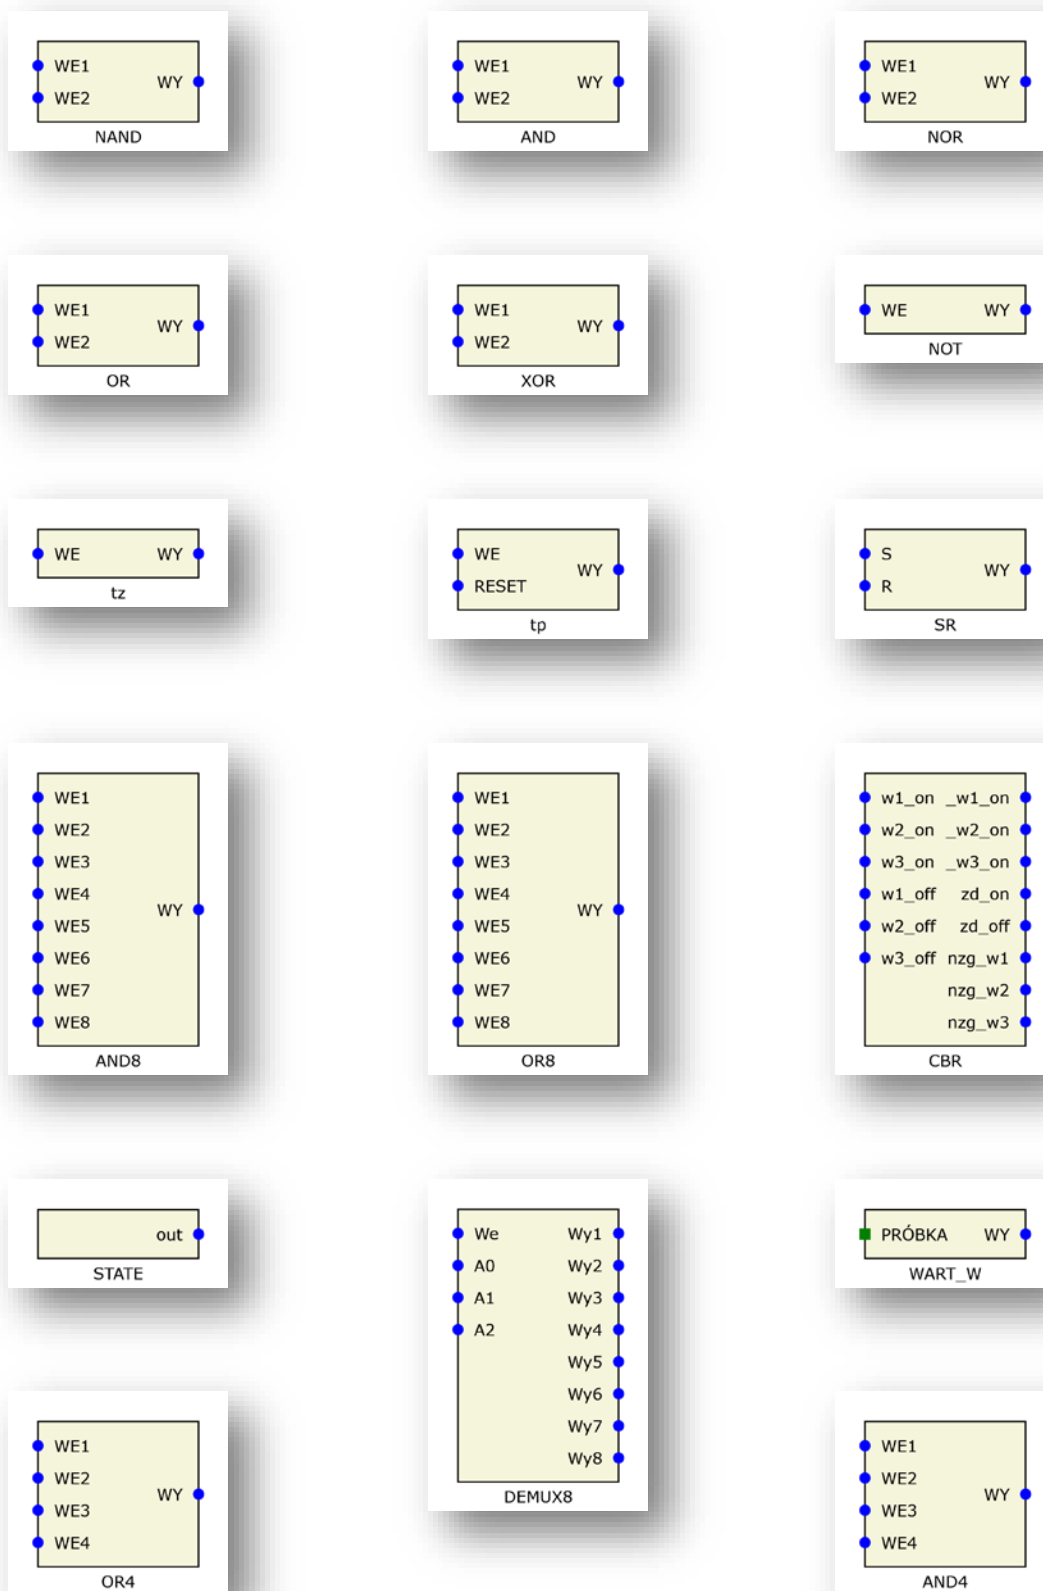 WE1
WE2
WY
NAND
WE1
WE2
WY
AND
WE1
WE2
WY
NOR
WE1
WE2
WY
OR
WE1
WE2
WY
XOR
WE WY
NOT
WE WY
tz
WE
RESET
WY
tp
S
R
WY
SR
WE1
WE2
WE3
WE4
WE5
WE6
WE7
WE8
WY
AND8
WE1
WE2
WE3
WE4
WE5
WE6
WE7
WE8
WY
OR8
w1_on _w1_on
w2_on _w2_on
w3_on _w3_on
w1_off zd_on
w2_off zd_off
w3_off nzg_w1
nzg_w2
nzg_w3
CBR
out
STATE
We Wy1
A0 Wy2
A1 Wy3
A2 Wy4
Wy5
Wy6
Wy7
Wy8
DEMUX8
PRÓBKA WY
WART_W
WE1
WE2
WE3
WE4
WY
OR4
WE1
WE2
WE3
WE4
WY
AND4